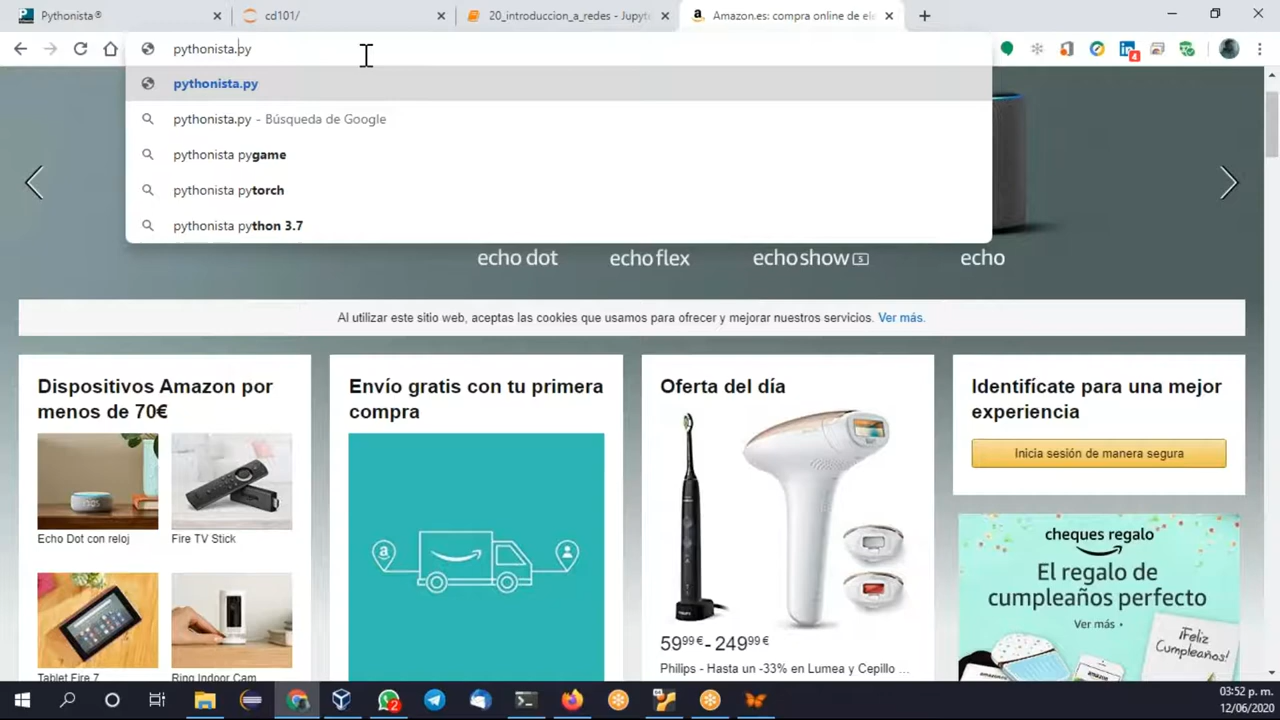 Pythonista®
cd101/
20_introduccion_a_redes - Jupyte
Amazon.es: compra online de ele
pythonista.py
4
pythonista.py
pythonista.py - Búsqueda de Google
pythonista pygame
pythonista pytorch
pythonista python 3.7
echo dot
echo flex
echo show 5
echo
Al utilizar este sitio web, aceptas las cookies que usamos para ofrecer y mejorar nuestros servicios. Ver más.
Dispositivos Amazon por
menos de 70€
Echo Dot con reloj
Fire TV Stick
Tablet Fire 7
Ring Indoor Cam
Envío gratis con tu primera
compra
Oferta del día
59,99 € - 249,99 €
Philips - Hasta un -33% en Lumea y Cepillo ...
Identifícate para una mejor
experiencia
Inicia sesión de manera segura
cheques regalo
El regalo de
cumpleaños perfecto
Ver más
¡Feliz
Cumpleaños!
2
03:52 p. m.
12/06/2020